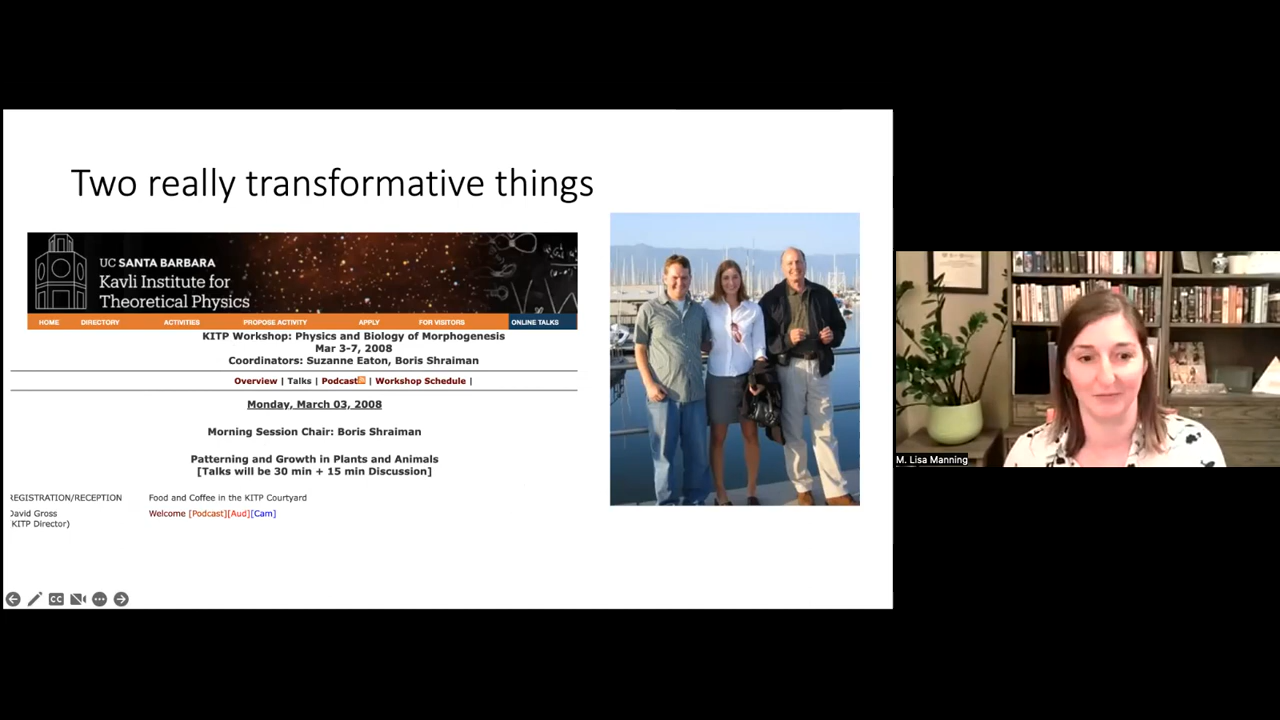 Two really transformative things
UC SANTA BARBARA
Kavli Institute for
Theoretical Physics
HOME DIRECTORY ACTIVITIES PROPOSE ACTIVITY APPLY FOR VISITORS ONLINE TALKS
KITP Workshop: Physics and Biology of Morphogenesis
Mar 3-7, 2008
Coordinators: Suzanne Eaton, Boris Shraiman
Overview | Talks | Podcast | Workshop Schedule |
Monday, March 03, 2008
Morning Session Chair: Boris Shraiman
Patterning and Growth in Plants and Animals
[Talks will be 30 min + 15 min Discussion]
REGISTRATION/RECEPTION Food and Coffee in the KITP Courtyard
David Gross Welcome [Podcast][Aud][Cam]
KITP Director)
CC
M. Lisa Manning